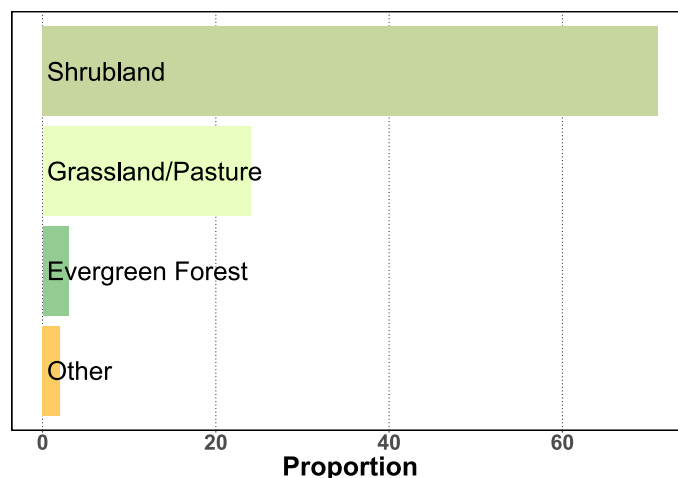 Shrubland
Grassland/Pasture
Evergreen Forest
Other
0 20 40 60
Proportion